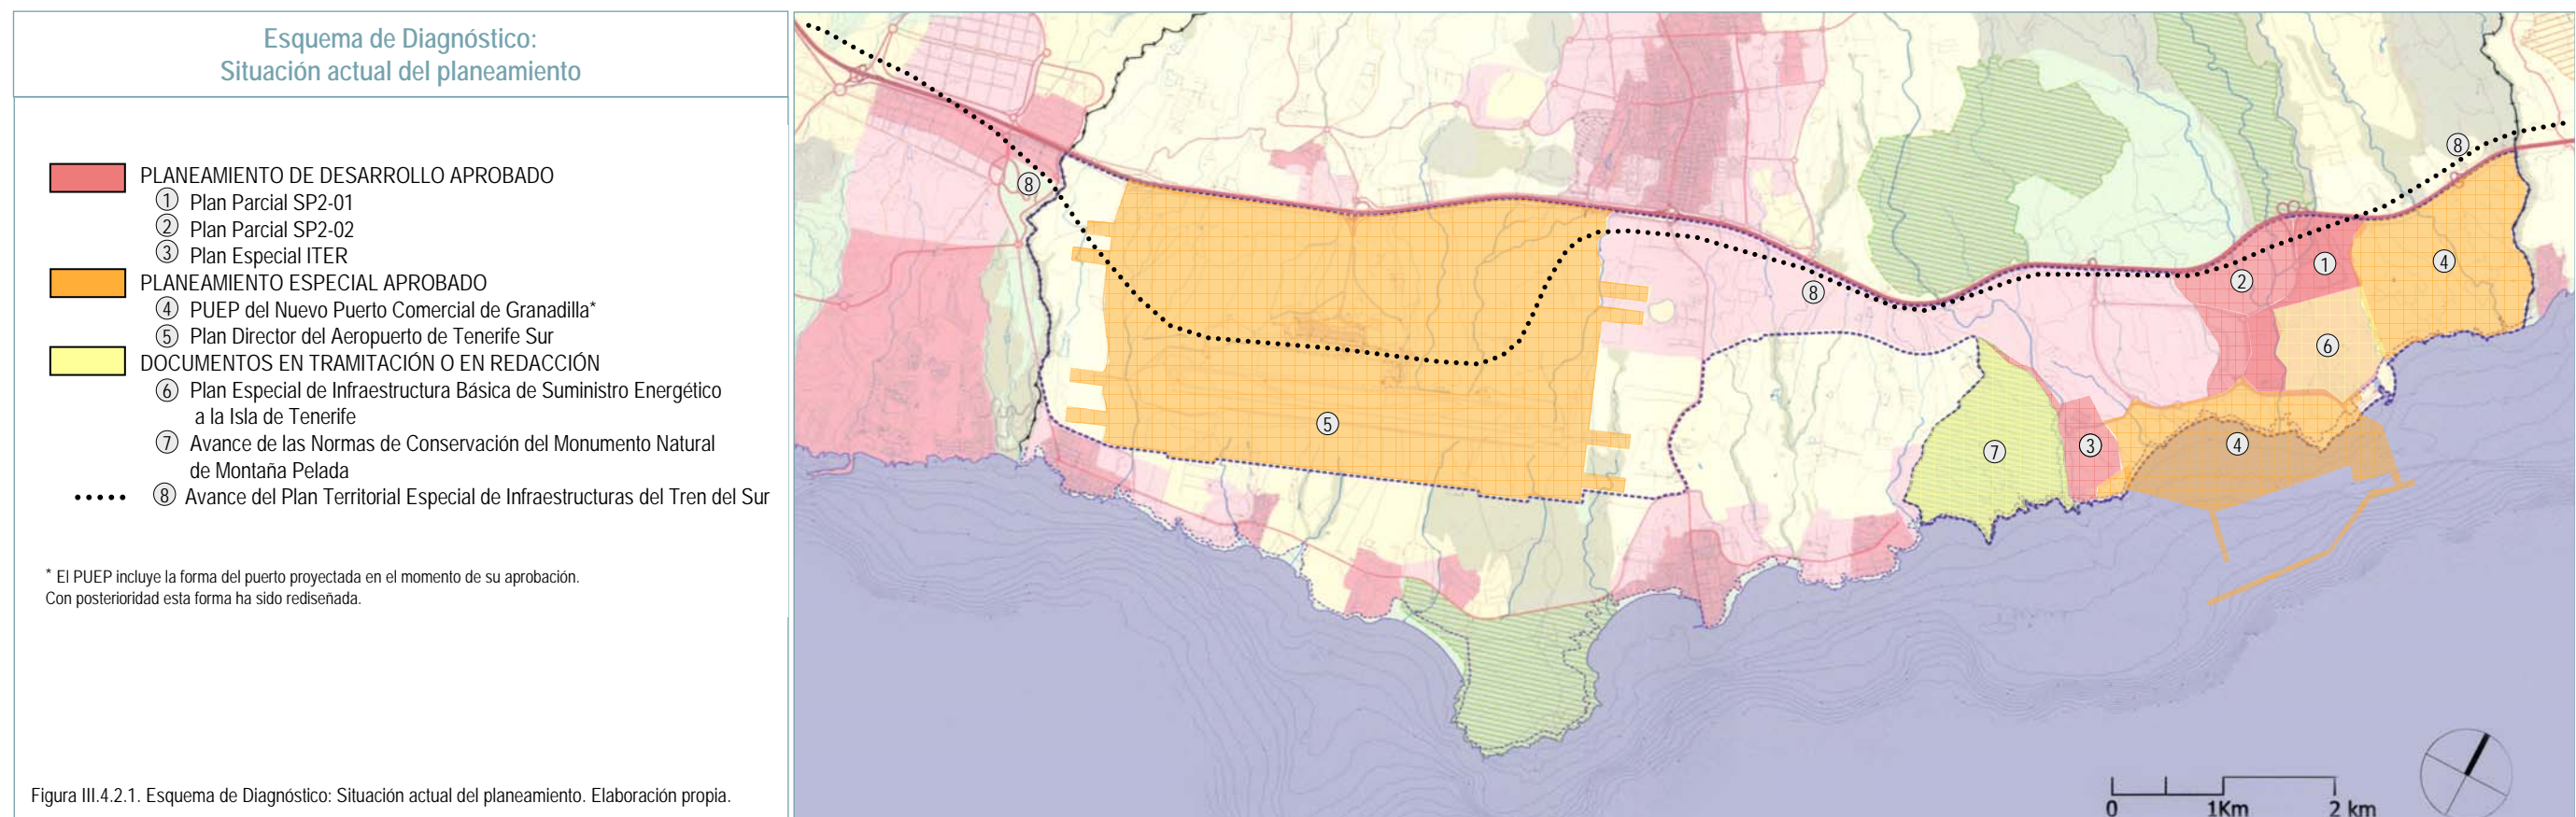 Esquema de Diagnóstico:
Situación actual del planeamiento
PLANEAMIENTO DE DESARROLLO APROBADO
1 Plan Parcial SP2-01
2 Plan Parcial SP2-02
3 Plan Especial ITER
PLANEAMIENTO ESPECIAL APROBADO
4 PUEP del Nuevo Puerto Comercial de Granadilla*
5 Plan Director del Aeropuerto de Tenerife Sur
DOCUMENTOS EN TRAMITACIÓN O EN REDACCIÓN
6 Plan Especial de Infraestructura Básica de Suministro Energético
a la Isla de Tenerife
7 Avance de las Normas de Conservación del Monumento Natural
de Montaña Pelada
8 Avance del Plan Territorial Especial de Infraestructuras del Tren del Sur
* El PUEP incluye la forma del puerto proyectada en el momento de su aprobación.
Con posterioridad esta forma ha sido rediseñada.
Figura III.4.2.1. Esquema de Diagnóstico: Situación actual del planeamiento. Elaboración propia.
8
8
1
4
2
8
6
5
3
4
7
0 1Km 2 km